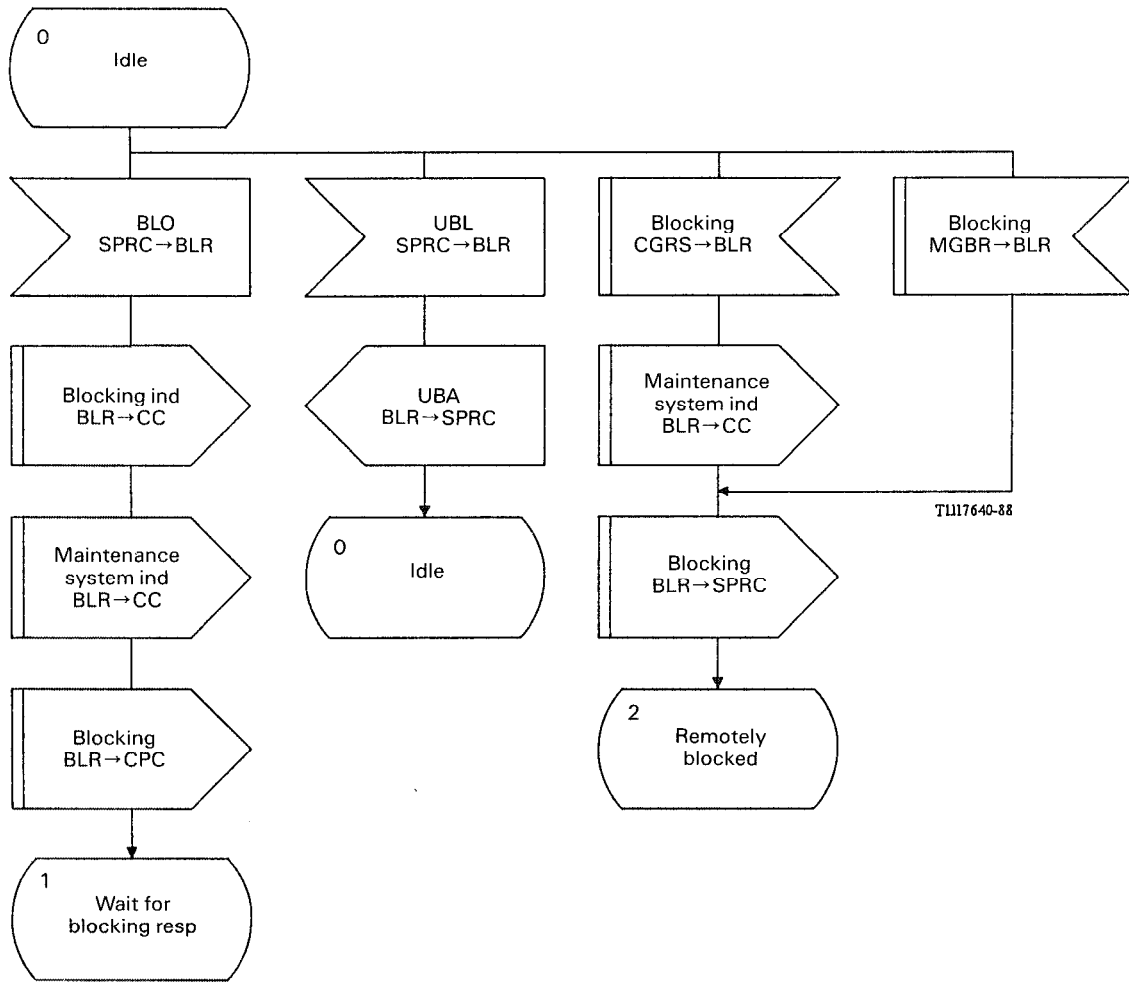 0
Idle
BLO
SPRC→BLR
UBL
SPRC→BLR
Blocking
CGRS→BLR
Blocking
MGBR→BLR
Blocking ind
BLR→CC
UBA
BLR→SPRC
Maintenance
system ind
BLR→CC
T1117640-88
Maintenance
system ind
BLR→CC
0
Idle
Blocking
BLR→SPRC
Blocking
BLR→CPC
2
Remotely
blocked
1
Wait for
blocking resp